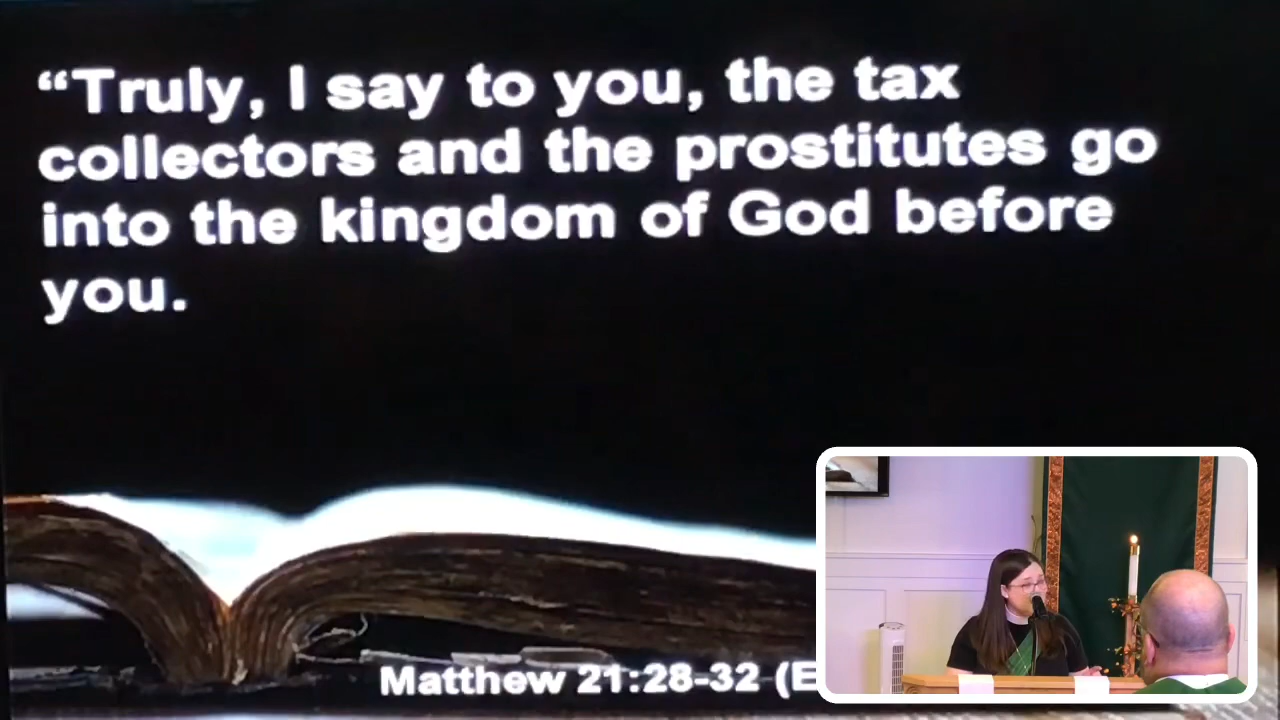 “Truly, I say to you, the tax
collectors and the prostitutes go
into the kingdom of God before
you.
Matthew 21:28-32 (E